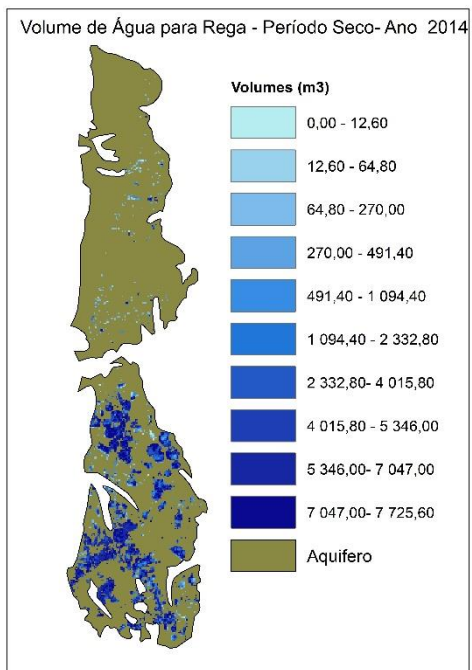 Volume de Água para Rega - Período Seco- Ano 2014
Volumes (m3)
0,00 - 12,60
12,60 - 64,80
64,80 - 270,00
270,00 - 491,40
491,40 - 1 094,40
1 094,40 - 2 332,80
2 332,80 - 4 015,80
4 015,80 - 5 346,00
5 346,00- 7 047,00
7 047,00- 7 725,60
Aquifero